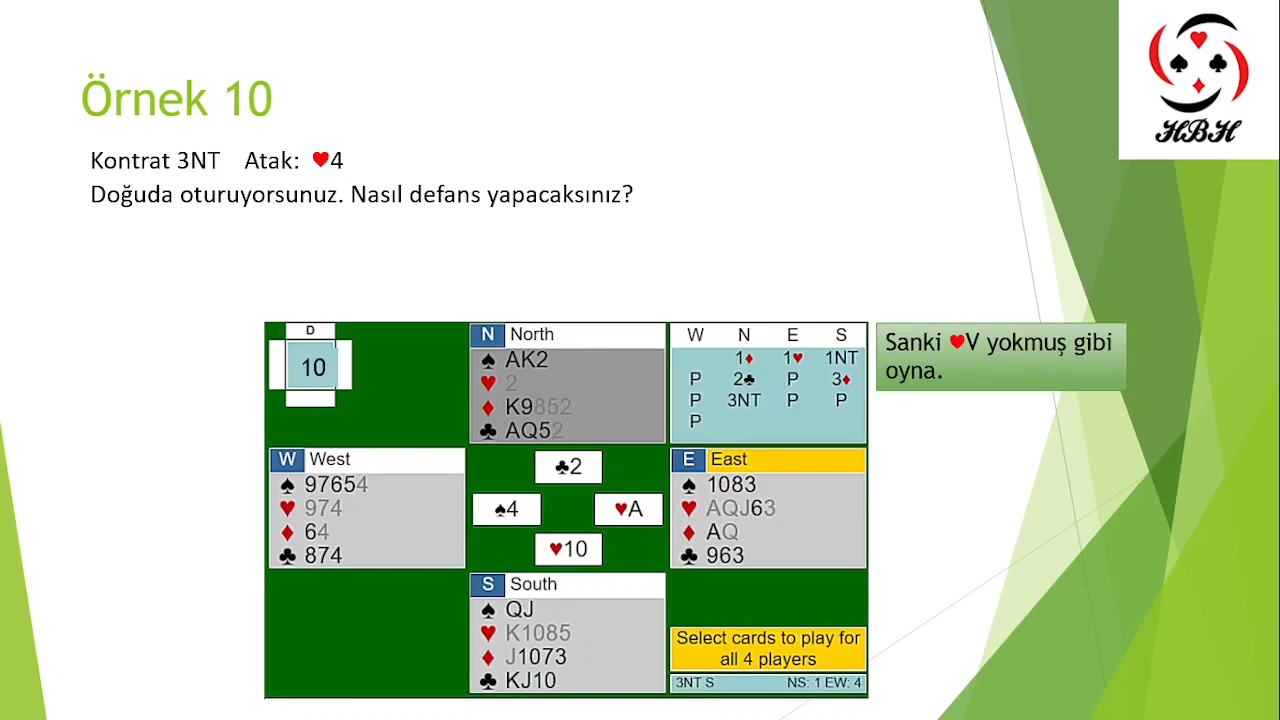 HBH
Örnek 10
Kontrat 3NT Atak: ♥4
Doğuda oturuyorsunuz. Nasıl defans yapacaksınız?
D
10
N North
♠ AK2
♥ 2
♦ K9852
♣ AQ52
W N E S
1♦ 1♥ 1NT
P 2♣ P 3♦
P 3NT P P
P
Sanki ♥V yokmuş gibi
oyna.
W West
♠ 97654
♥ 974
♦ 64
♣ 874
♣2
♠4
♥A
♥10
E East
♠ 1083
♥ AQJ63
♦ AQ
♣ 963
S South
♠ QJ
♥ K1085
♦ J1073
♣ KJ10
Select cards to play for
all 4 players
3NT S NS: 1 EW: 4